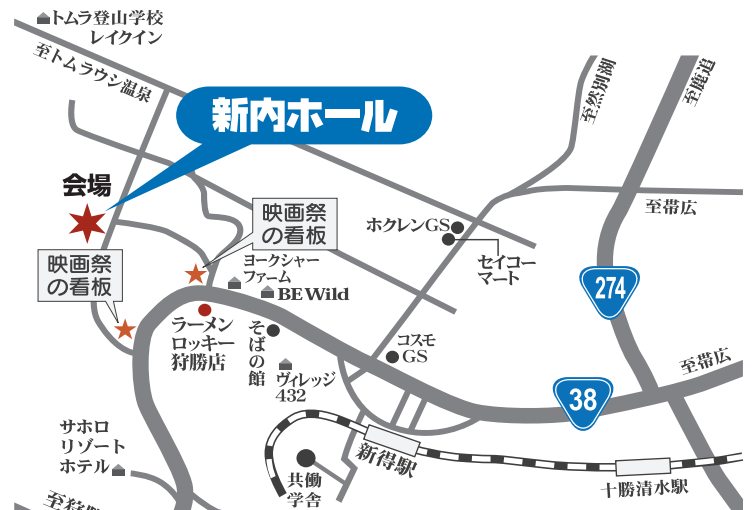 トムラ登山学校
レイクイン
至トムラウシ温泉
新内ホール
会場
映画祭
の看板
映画祭
の看板
ヨークシャー
ファーム
BE Wild
ラーメン
ロッキー
狩勝店
そばの館
ヴィレッジ
432
ホクレンGS
セイコー
マート
コスモ
GS
至然別湖
至鹿追
至帯広
274
38
至帯広
サホロ
リゾート
ホテル
共働
学舎
新得駅
十勝清水駅